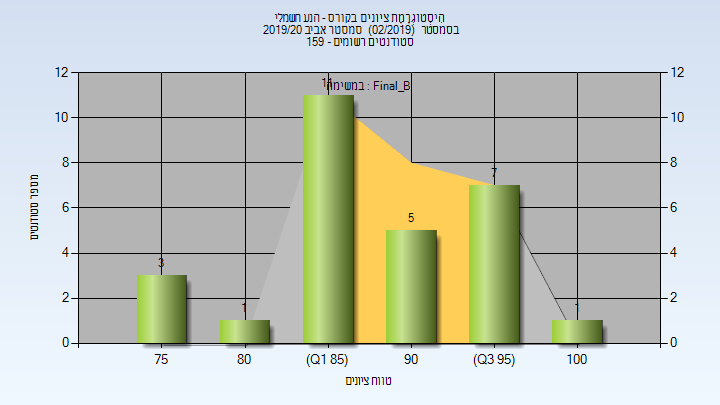 היסטוגרמת ציונים בקורס - הנע חשמלי
בסמסטר (02/2019) סמסטר אביב 2019/20
סטודנטים רשומים - 159
במשימה : Final_B
12 12
10 10
8 8
6 6
4 4
2 2
0 0
3
1
11
5
7
1
מספר סטודנטים
75 80 (Q1 85) 90 (Q3 95) 100
טווח ציונים